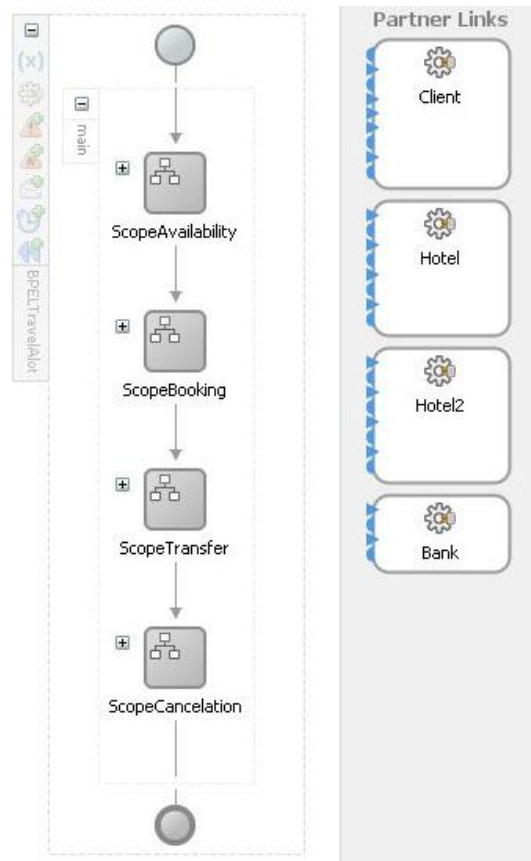 Partner Links
(x)
main
BPELTravelAlot
ScopeAvailability
ScopeBooking
ScopeTransfer
ScopeCancelation
Client
Hotel
Hotel2
Bank